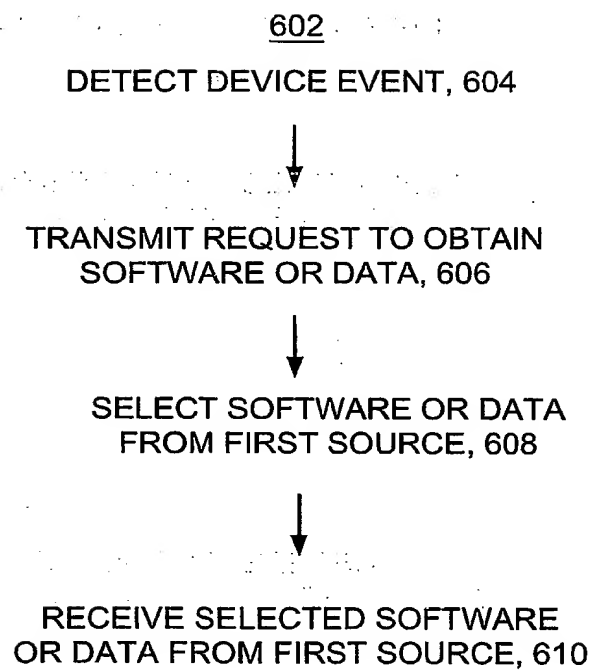 602
DETECT DEVICE EVENT, 604
TRANSMIT REQUEST TO OBTAIN
SOFTWARE OR DATA, 606
SELECT SOFTWARE OR DATA
FROM FIRST SOURCE, 608
RECEIVE SELECTED SOFTWARE
OR DATA FROM FIRST SOURCE, 610